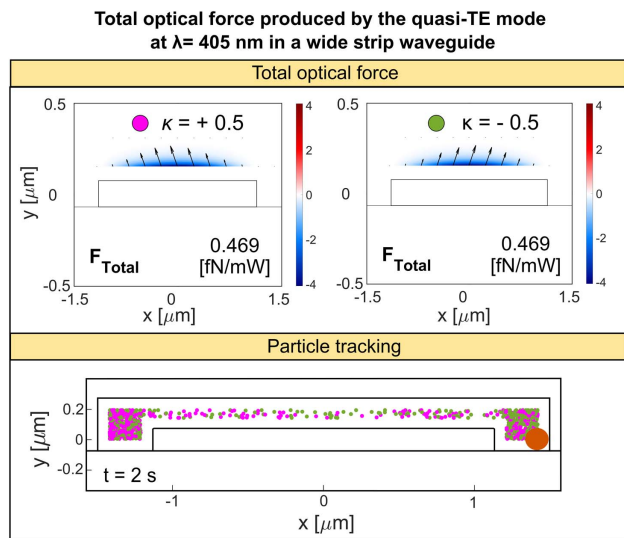 Total optical force produced by the quasi-TE mode
at λ= 405 nm in a wide strip waveguide
Total optical force
0.5
0
-0.5
y [μm]
κ = + 0.5
F_Total
0.469
[fN/mW]
-1.5
0
1.5
x [μm]
4
2
0
-2
-4
0.5
0
-0.5
κ = - 0.5
F_Total
0.469
[fN/mW]
-1.5
0
1.5
x [μm]
4
2
0
-2
-4
Particle tracking
y [μm]
0.2
0
-0.2
t = 2 s
-1
0
1
x [μm]